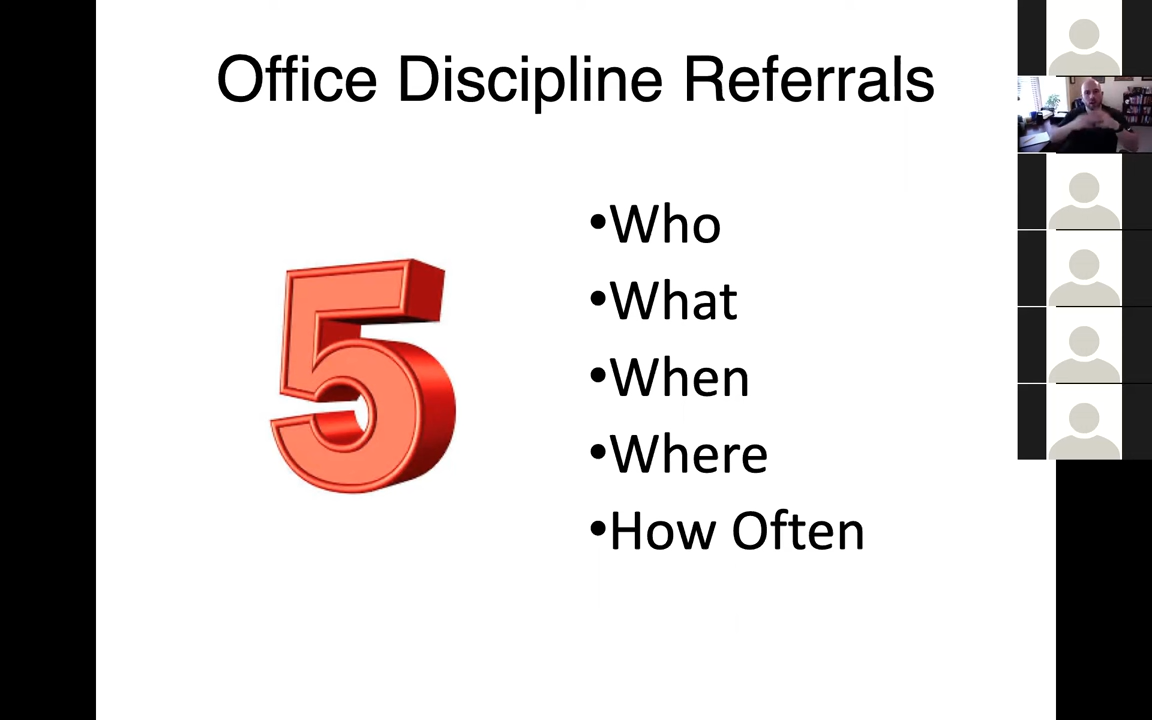 Office Discipline Referrals
5
•Who
•What
•When
•Where
•How Often